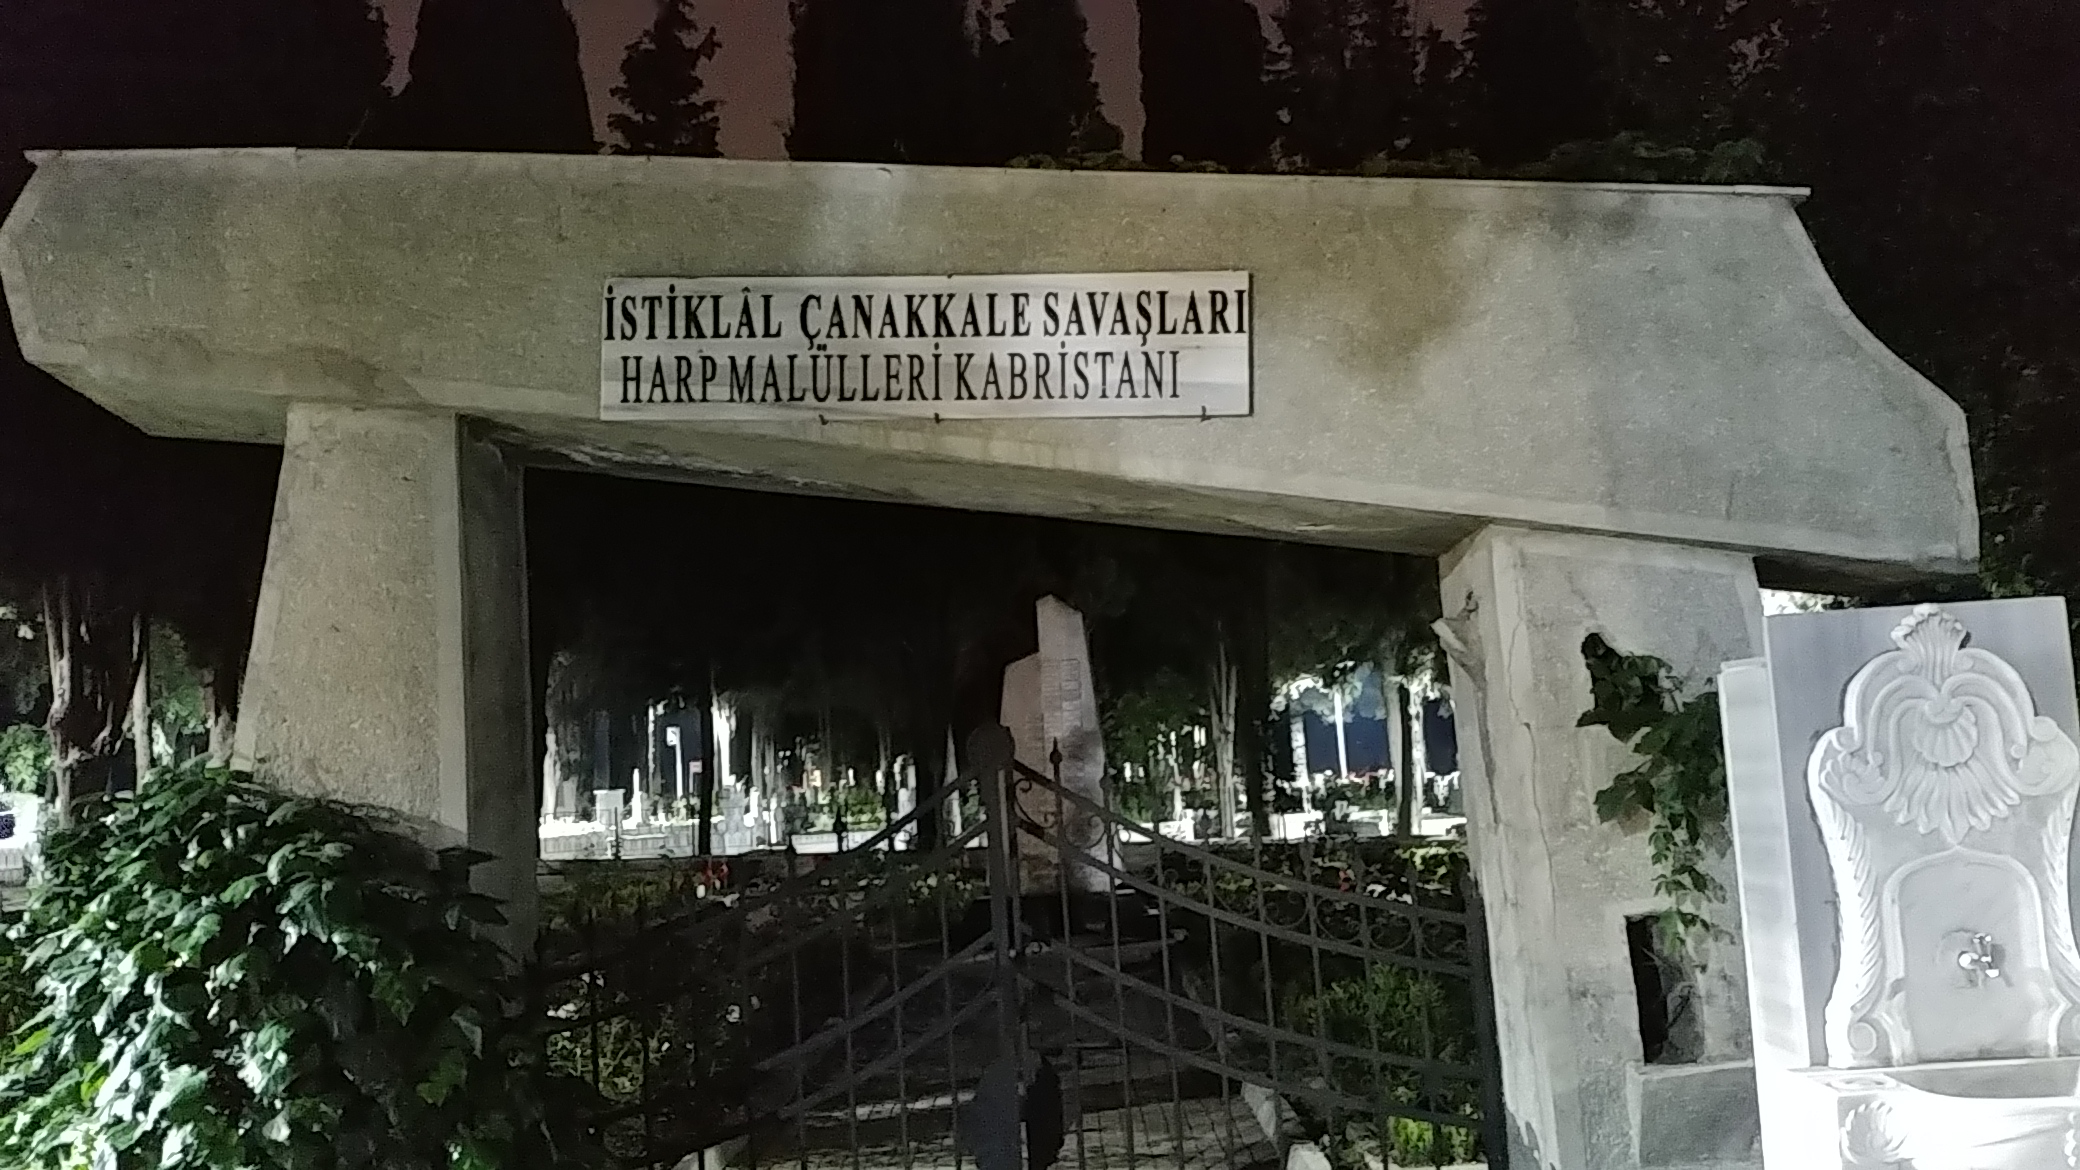 İSTİKLÂL ÇANAKKALE SAVAŞLARI
HARP MALÜLLERİ KABRİSTANI